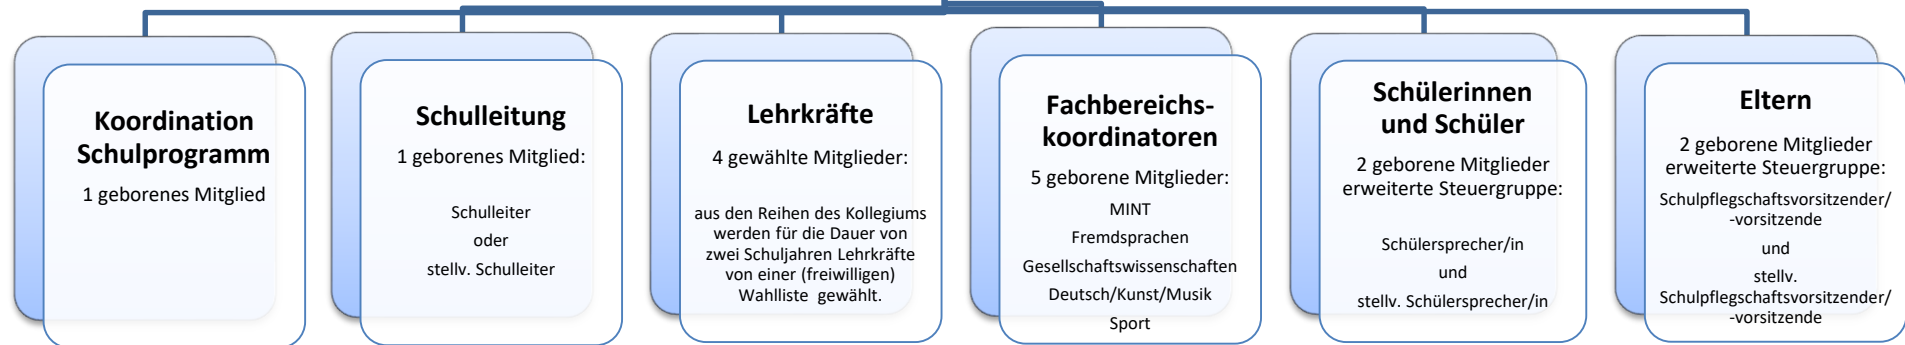 Koordination
Schulprogramm
1 geborenes Mitglied
Schulleitung
1 geborenes Mitglied:
Schulleiter
oder
stellv. Schulleiter
Lehrkräfte
4 gewählte Mitglieder:
aus den Reihen des Kollegiums
werden für die Dauer von
zwei Schuljahren Lehrkräfte
von einer (freiwilligen)
Wahlliste gewählt.
Fachbereichs-
koordinatoren
5 geborene Mitglieder:
MINT
Fremdsprachen
Gesellschaftswissenschaften
Deutsch/Kunst/Musik
Sport
Schülerinnen
und Schüler
2 geborene Mitglieder
erweiterte Steuergruppe:
Schülersprecher/in
und
stellv. Schülersprecher/in
Eltern
2 geborene Mitglieder
erweiterte Steuergruppe:
Schulpflegschaftsvorsitzender/
-vorsitzende
und
stellv.
Schulpflegschaftsvorsitzender/
-vorsitzende